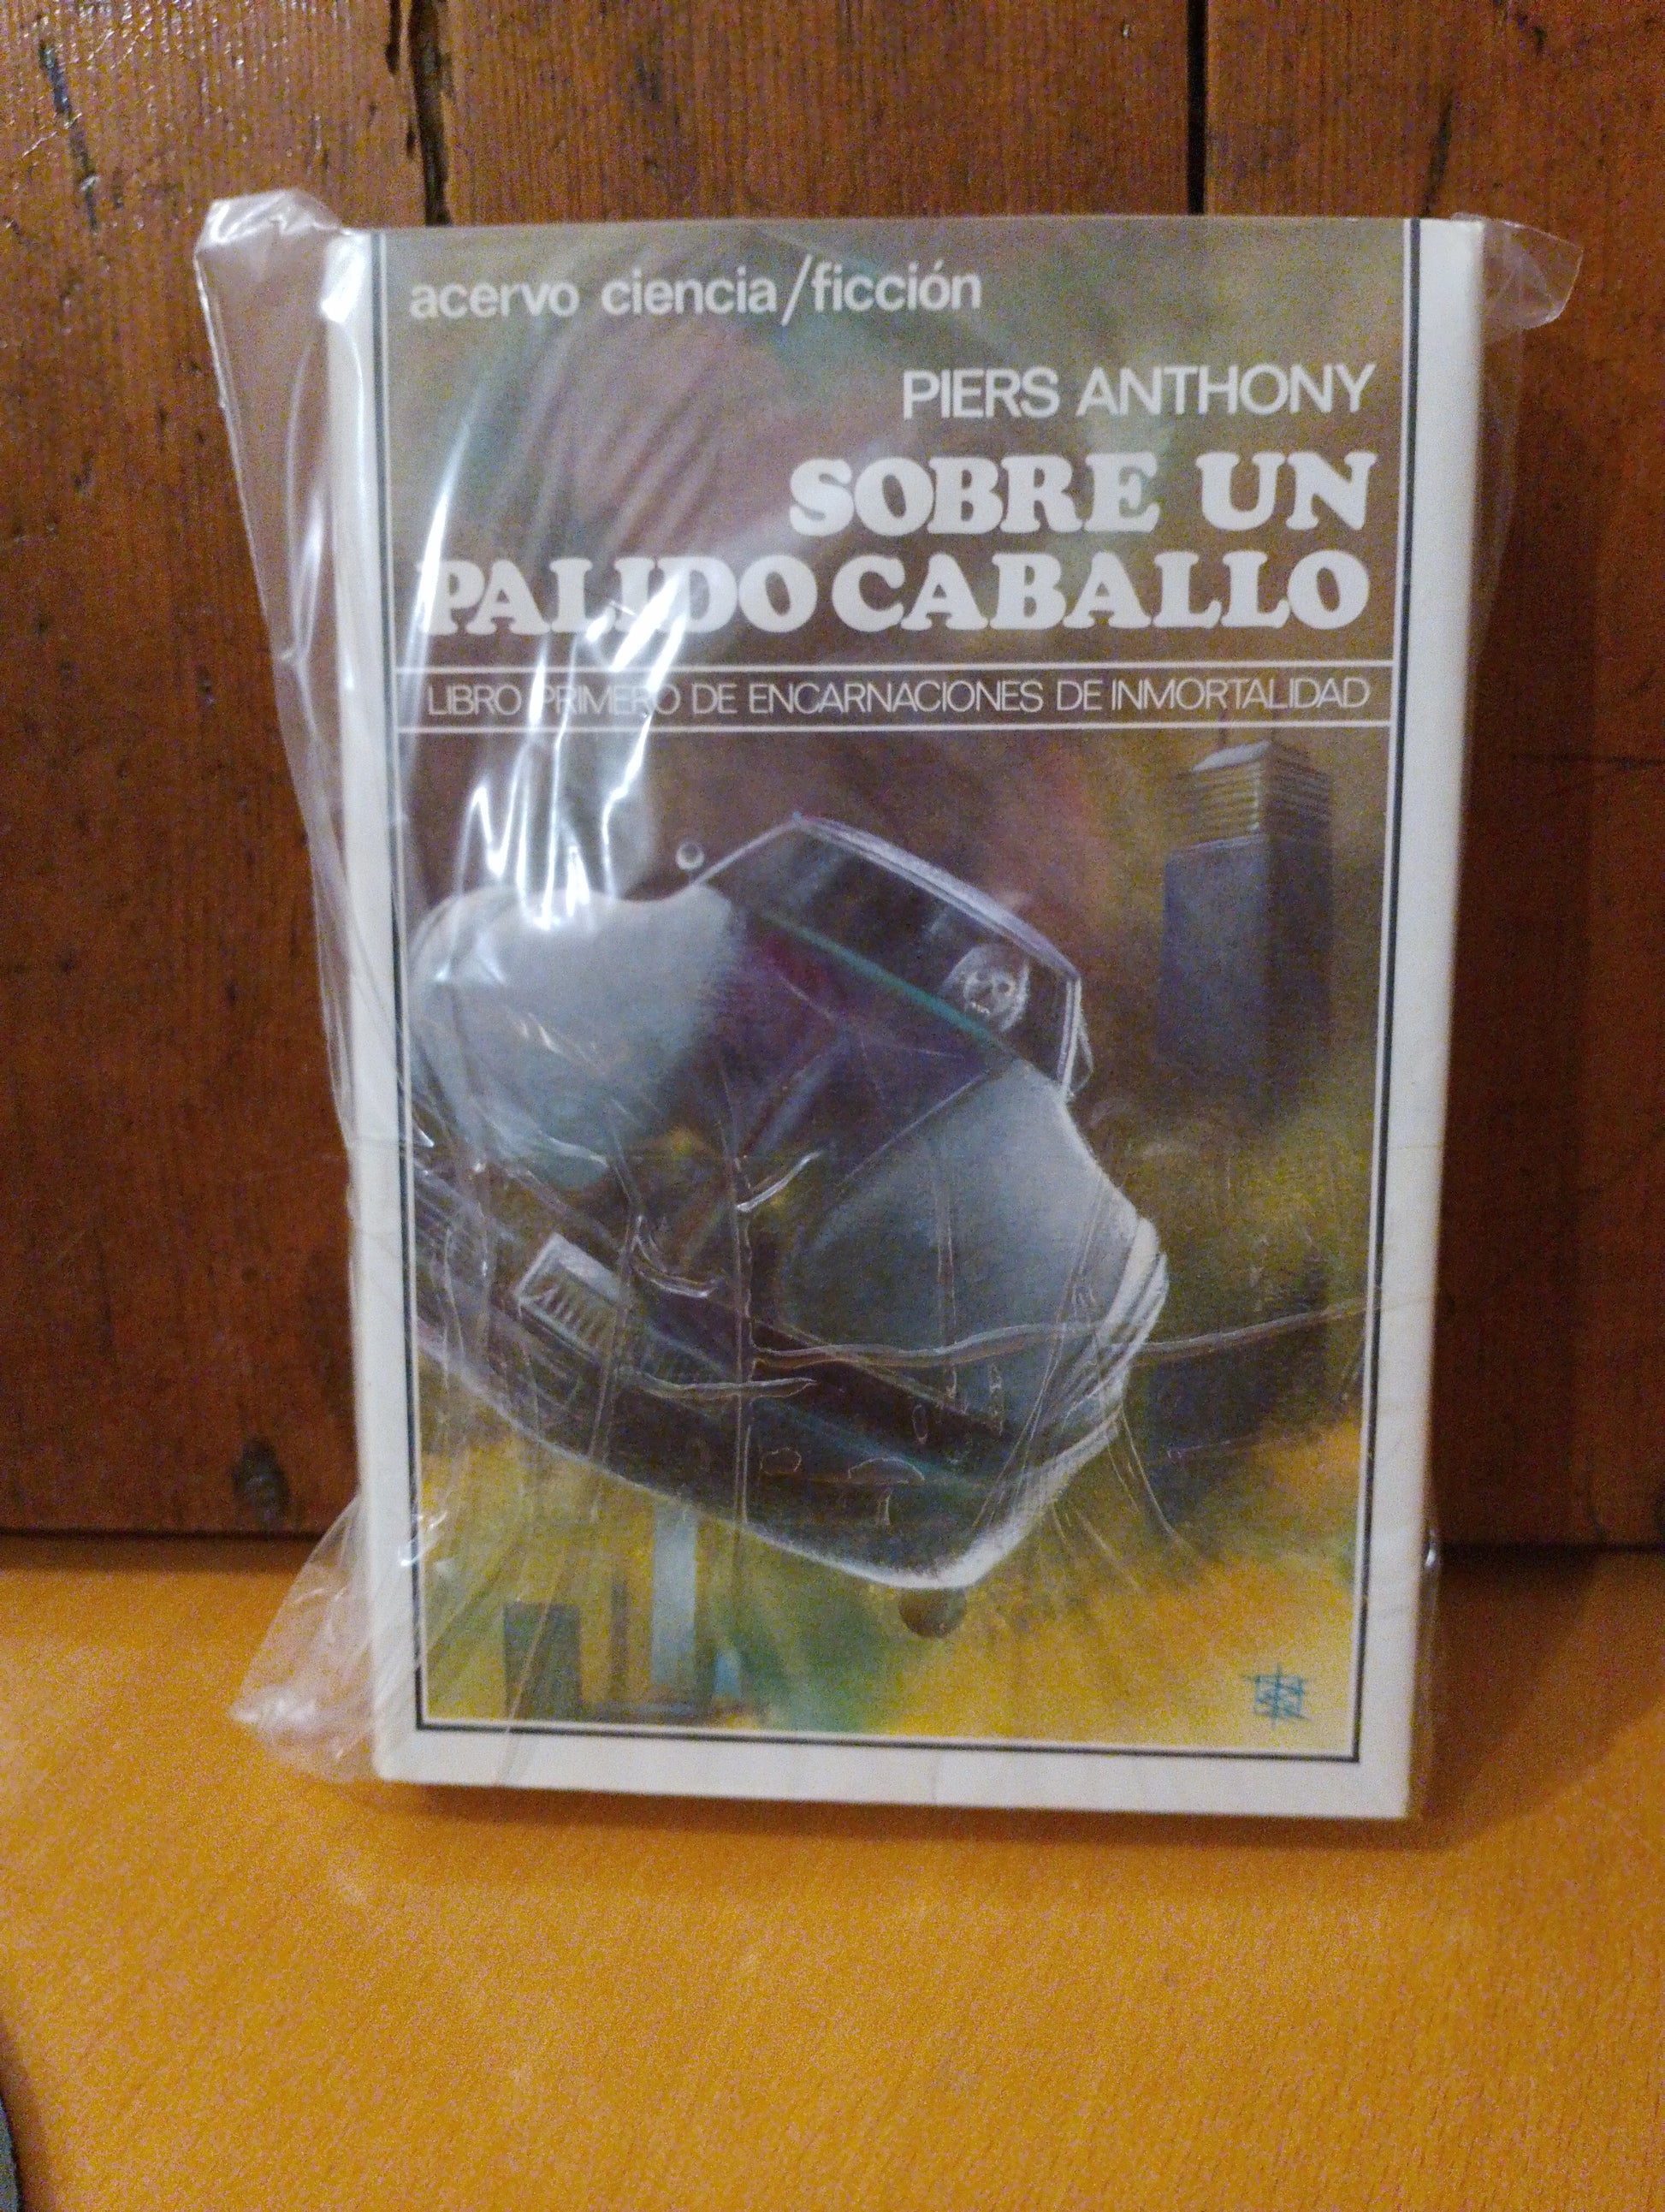 acervo ciencia/ficción
PIERS ANTHONY
SOBRE UN
PALIDO CABALLO
LIBRO PRIMERO DE ENCARNACIONES DE INMORTALIDAD